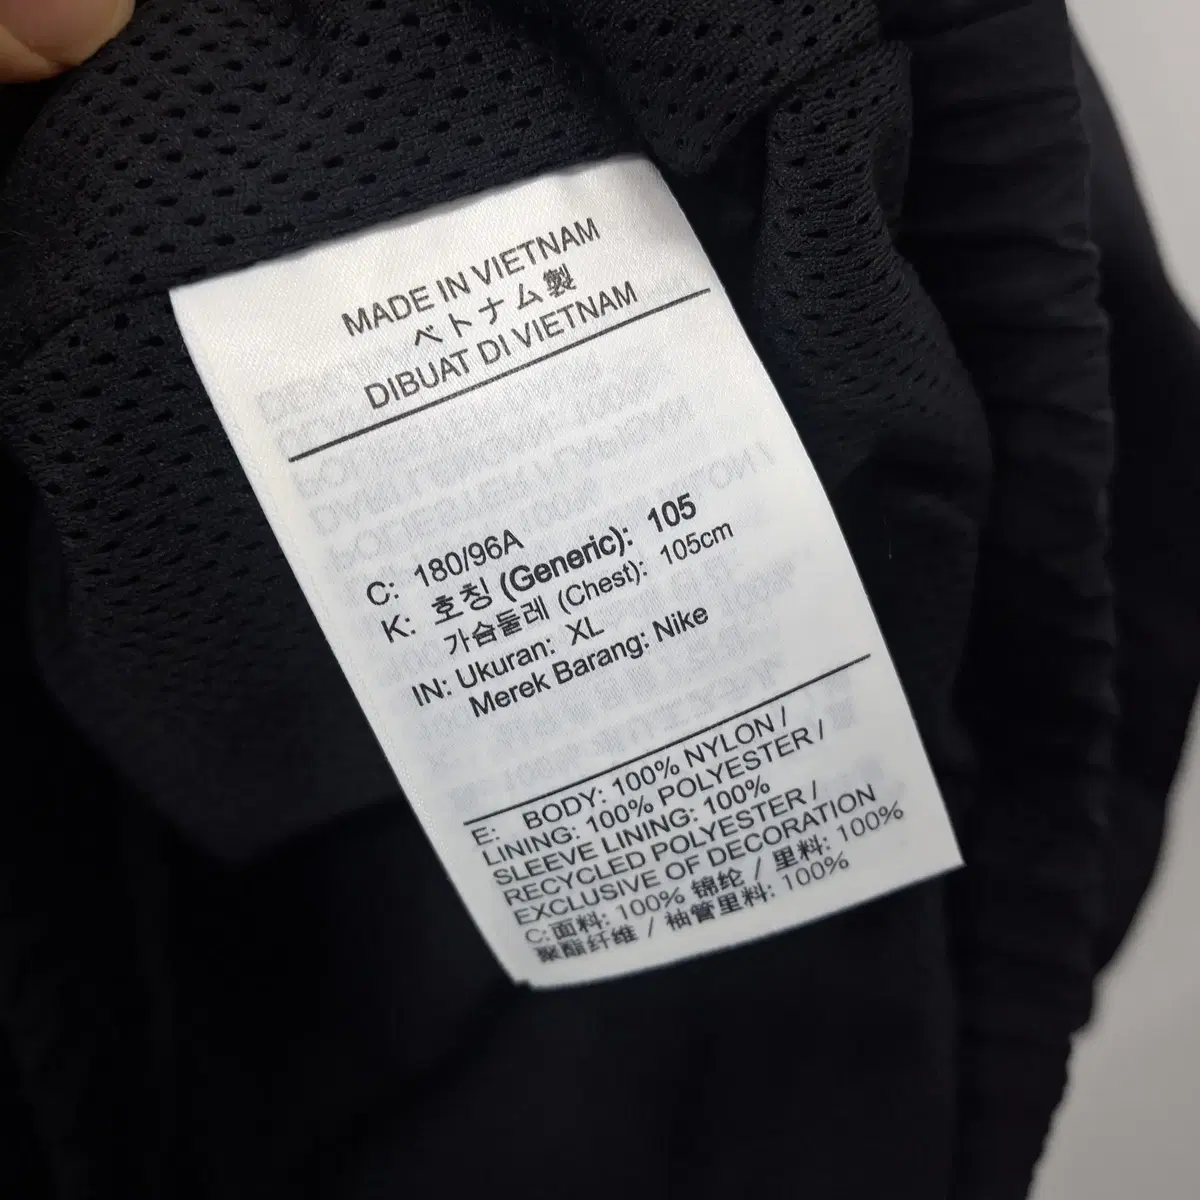 MADE IN VIETNAM
ベトナム製
DIBUAT DI VIETNAM
C: 180/96A
K: 호칭 (Generic): 105
가슴둘레 (Chest): 105cm
IN: Ukuran: XL
Merek Barang: Nike
E: BODY: 100% NYLON /
LINING: 100% POLYESTER /
SLEEVE LINING: 100%
RECYCLED POLYESTER /
EXCLUSIVE OF DECORATION
C:面料: 100% 锦纶 / 里料: 100%
聚酯纤维 / 袖管里料: 100%